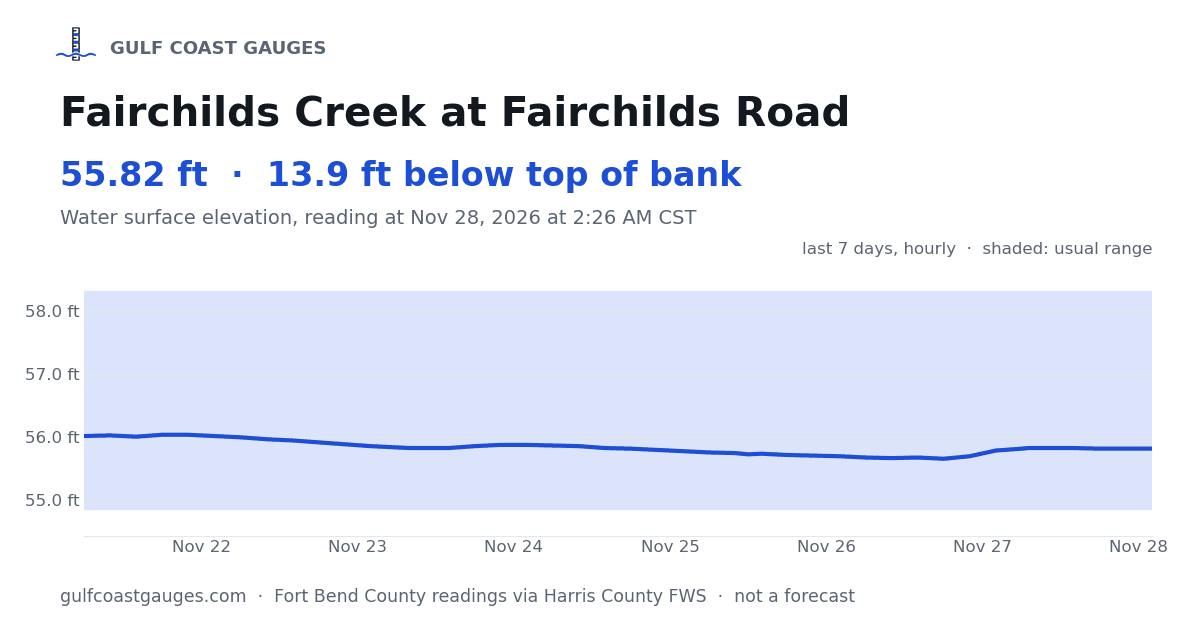 GULF COAST GAUGES
Fairchilds Creek at Fairchilds Road
55.82 ft · 13.9 ft below top of bank
Water surface elevation, reading at Nov 28, 2026 at 2:26 AM CST
last 7 days, hourly · shaded: usual range
58.0 ft
57.0 ft
56.0 ft
55.0 ft
Nov 22 Nov 23 Nov 24 Nov 25 Nov 26 Nov 27 Nov 28
gulfcoastgauges.com · Fort Bend County readings via Harris County FWS · not a forecast